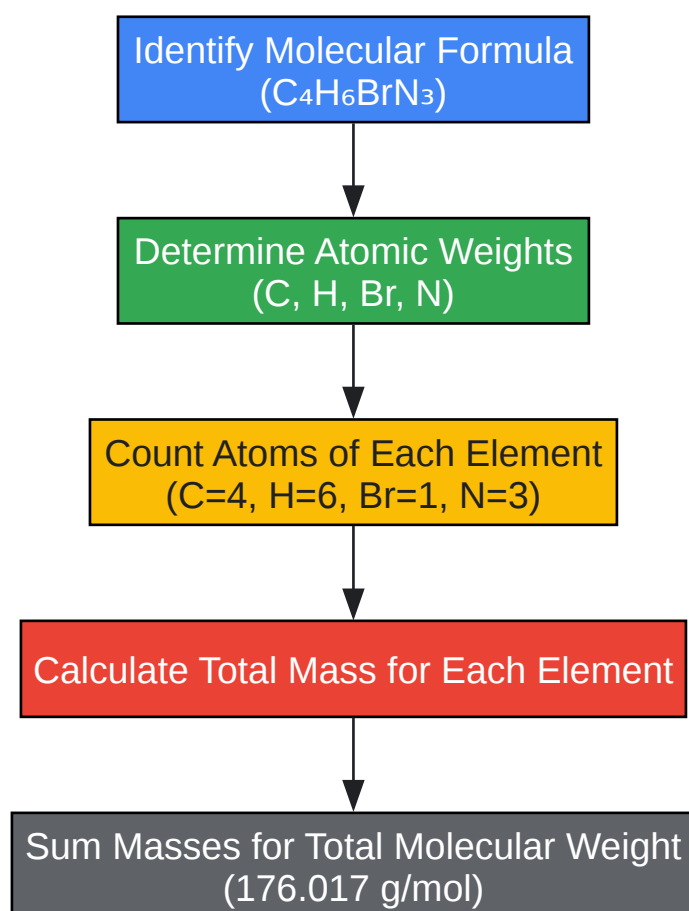 Identify Molecular Formula
(C₄H₆BrN₃)
Determine Atomic Weights
(C, H, Br, N)
Count Atoms of Each Element
(C=4, H=6, Br=1, N=3)
Calculate Total Mass for Each Element
Sum Masses for Total Molecular Weight
(176.017 g/mol)